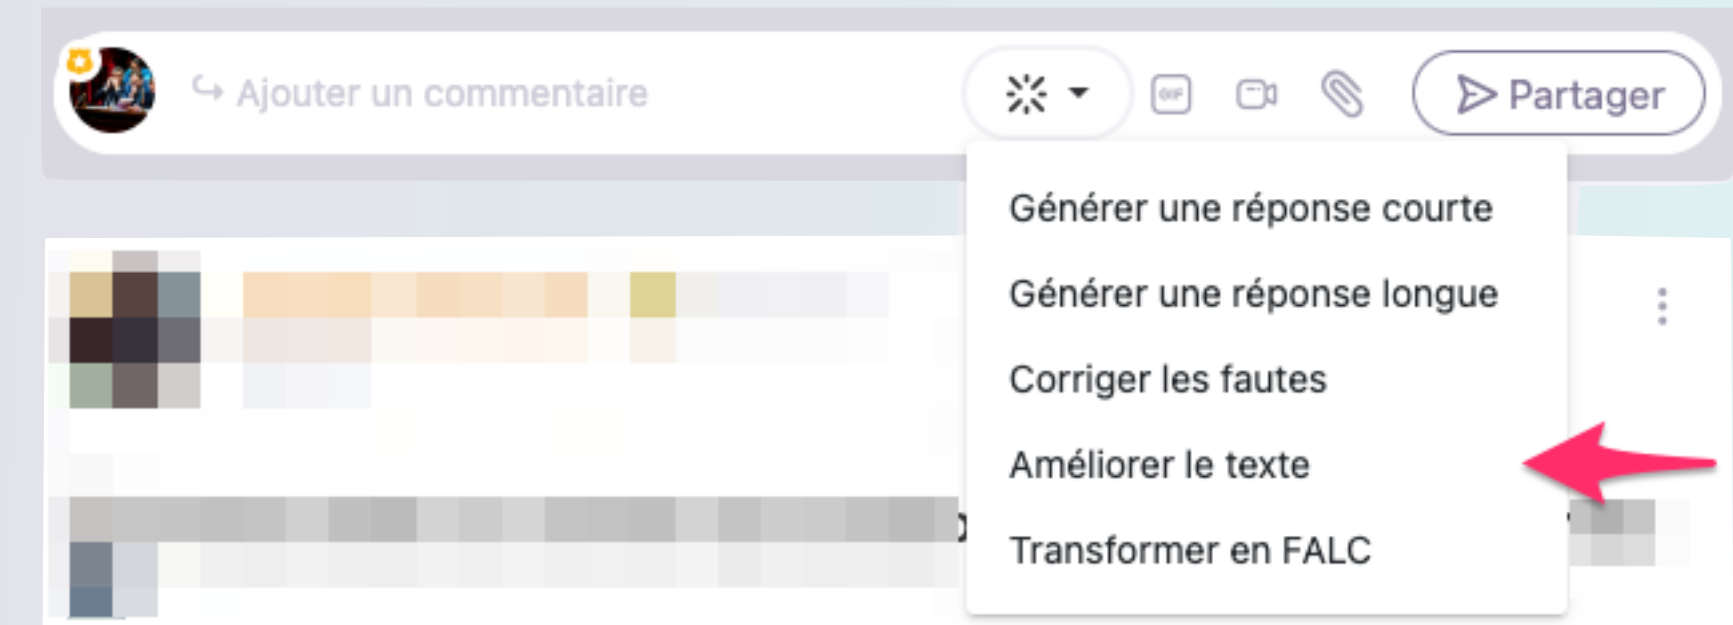 Ajouter un commentaire
GIF
Partager
Générer une réponse courte
Générer une réponse longue
Corriger les fautes
Améliorer le texte
Transformer en FALC